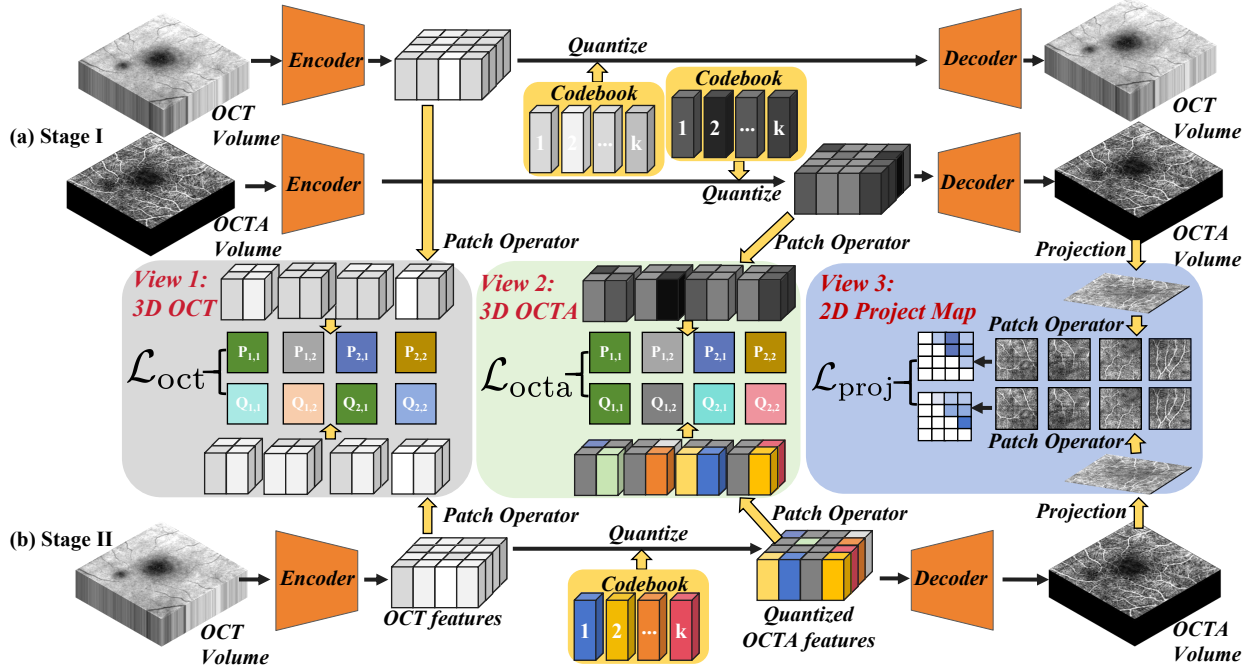 Encoder
Quantize
Decoder
Codebook
1 2 ... k
Codebook
1 2 ... k
OCT
Volume
OCT
Volume
(a) Stage I
Encoder
Quantize
Decoder
OCTA
Volume
OCTA
Volume
Patch Operator
Patch Operator
Projection
View 1:
3D OCT
View 2:
3D OCTA
View 3:
2D Project Map
Patch Operator
P1,1 P1,2 P2,1 P2,2
P1,1 P1,2 P2,1 P2,2
ℒoct
ℒocta
ℒproj
Q1,1 Q1,2 Q2,1 Q2,2
Q1,1 Q1,2 Q2,1 Q2,2
Patch Operator
Patch Operator
Patch Operator
Projection
(b) Stage II
Encoder
Quantize
Decoder
Codebook
1 2 ... k
OCT
Volume
OCT features
Quantized
OCTA features
OCTA
Volume